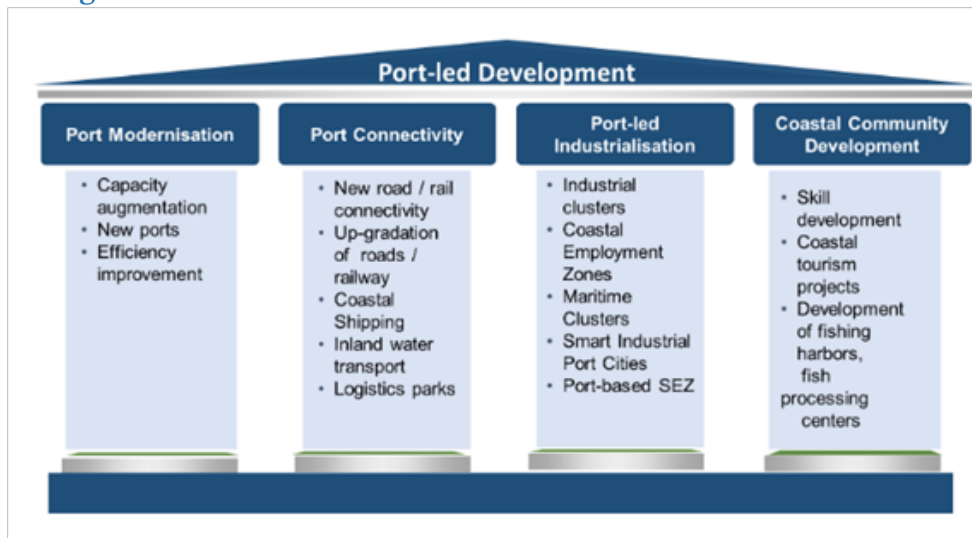 Port-led Development
Port Modernisation
• Capacity
augmentation
• New ports
• Efficiency
improvement
Port Connectivity
• New road / rail
connectivity
• Up-gradation
of roads /
railway
• Coastal
Shipping
• Inland water
transport
• Logistics parks
Port-led
Industrialisation
• Industrial
clusters
• Coastal
Employment
Zones
• Maritime
Clusters
• Smart Industrial
Port Cities
• Port-based SEZ
Coastal Community
Development
• Skill
development
• Coastal
tourism
projects
• Development
of fishing
harbors,
fish
processing
centers